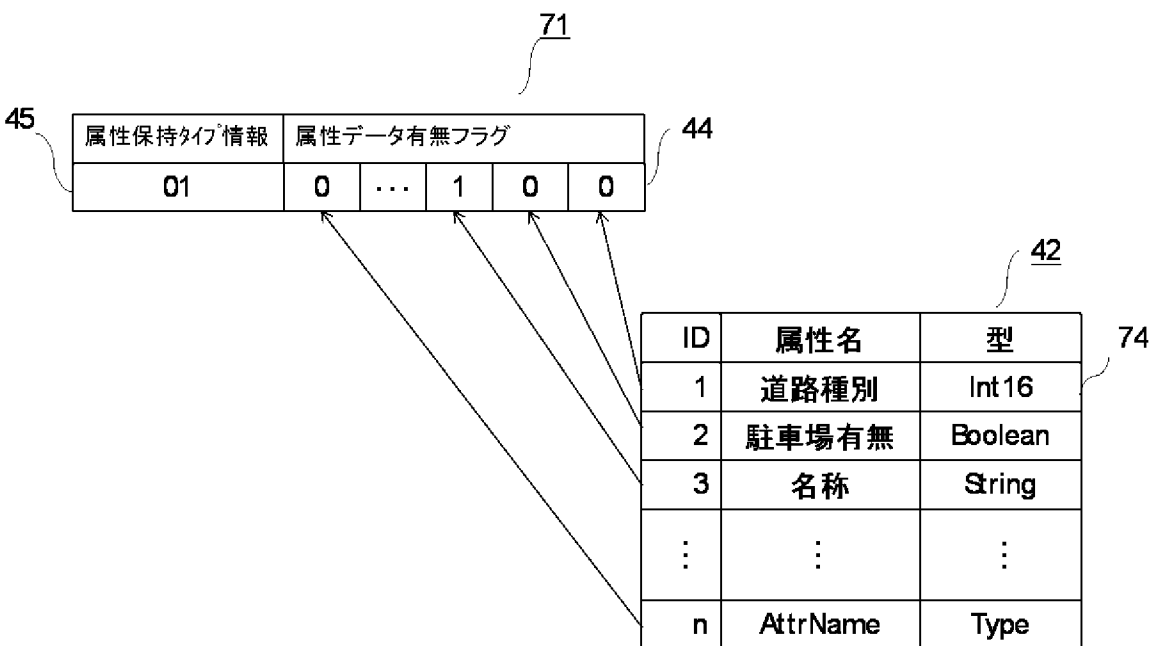 71
45
属性保持タイプ情報 属性データ有無フラグ
44
01 0 ... 1 0 0
42
ID 属性名 型
74
1 道路種別 Int16
2 駐車場有無 Boolean
3 名称 String
⋮ ⋮ ⋮
n AttrName Type